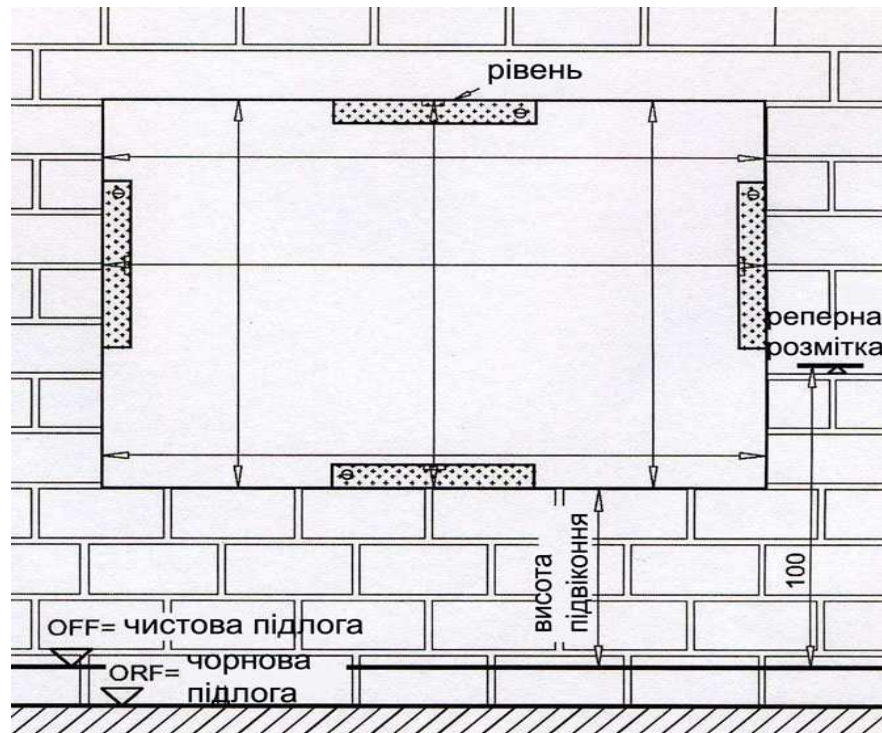 рівень
реперна
розмітка
100
висота
підвіконня
OFF= чистова підлога
ORF= чорнова
підлога